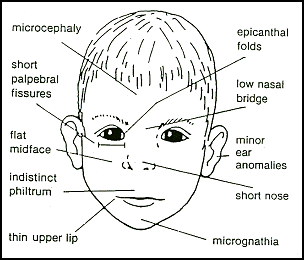 microcephaly
short
palpebral
fissures
flat
midface
indistinct
philtrum
thin upper lip
epicanthal
folds
low nasal
bridge
minor
ear
anomalies
short nose
micrognathia